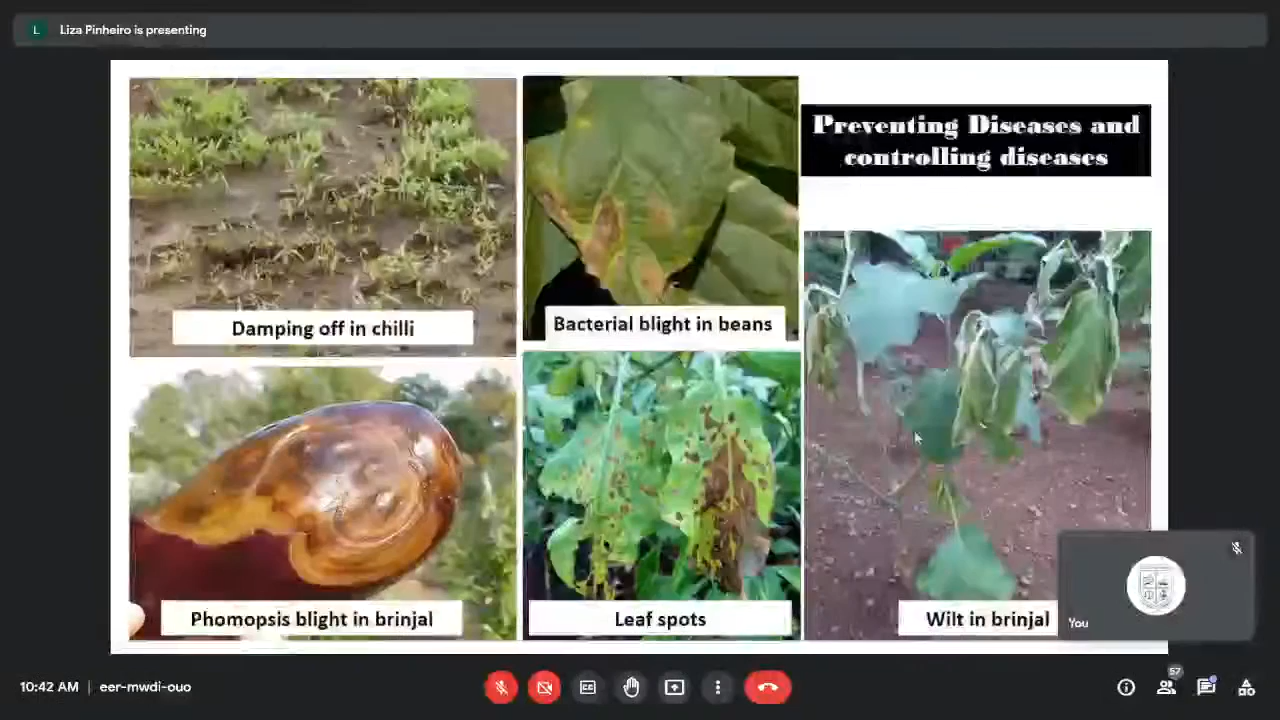 L
Liza Pinheiro is presenting
Preventing Diseases and
controlling diseases
Damping off in chilli
Bacterial blight in beans
Phomopsis blight in brinjal
Leaf spots
Wilt in brinjal
You
10:42 AM | eer-mwdi-ouo
57